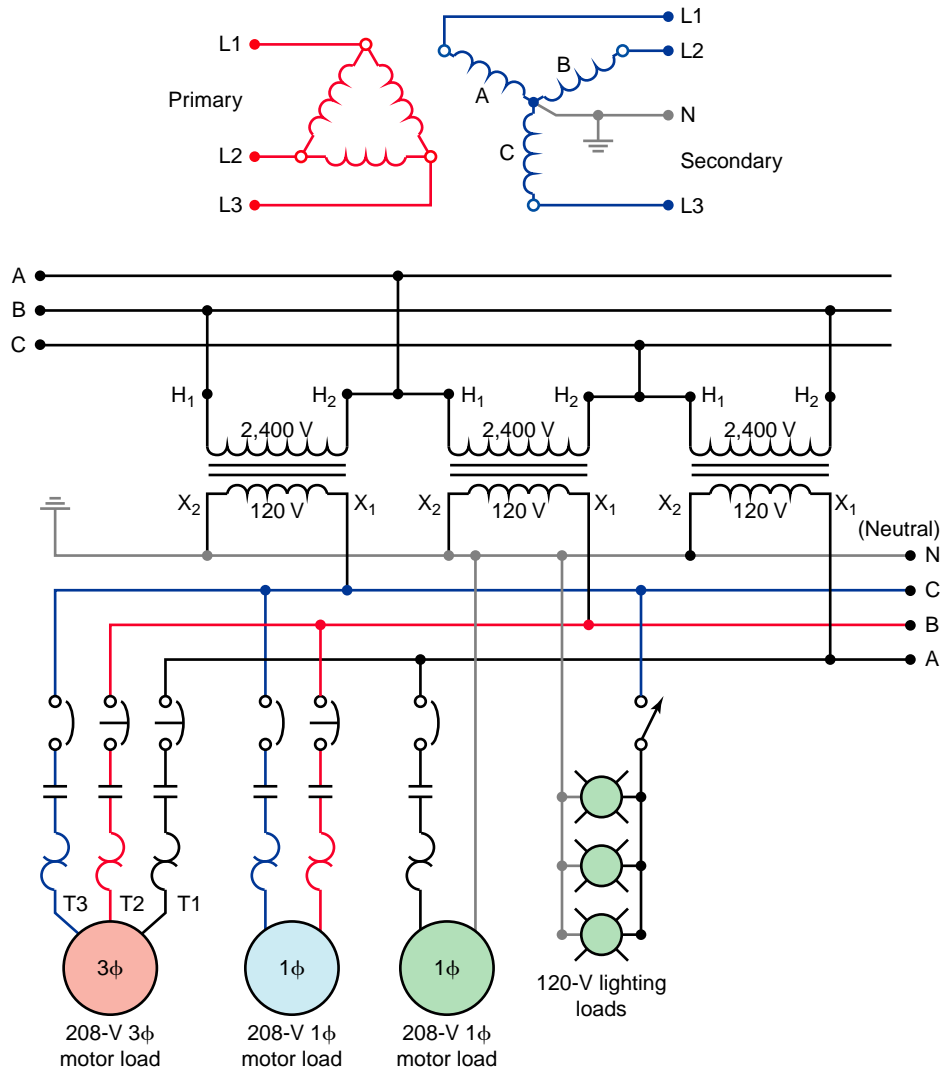 L1
L1
L2
B
A
Primary
N
C
L2
Secondary
L3
L3
A
B
C
H1
H2
H1
H2
H1
H2
2,400 V
2,400 V
2,400 V
X2
120 V
X1
X2
120 V
X1
X2
120 V
X1
(Neutral)
N
C
B
A
T3
T2
T1
3ϕ
1ϕ
1ϕ
208-V 3ϕ
motor load
208-V 1ϕ
motor load
208-V 1ϕ
motor load
120-V lighting
loads